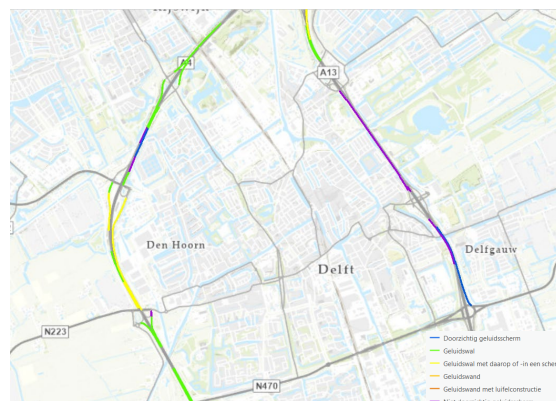 Rijswijk
A4
A13
Den Hoorn
Delfgauw
Delft
N223
N470
Doorzichtig geluidsscherm
Geluidswal
Geluidswal met daarop of -in een scher
Geluidswand
Geluidswand met luifelconstructie